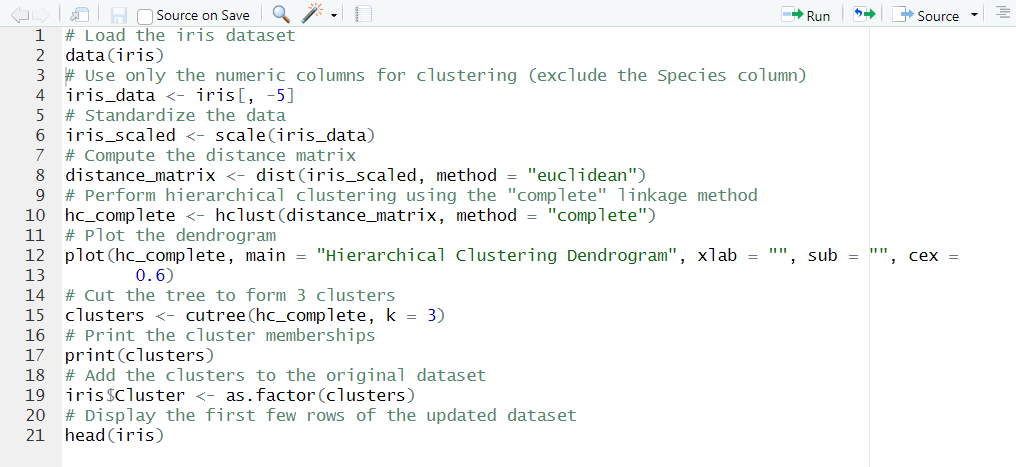 Source on Save Run Source
1 # Load the iris dataset
2 data(iris)
3 # Use only the numeric columns for clustering (exclude the Species column)
4 iris_data <- iris[, -5]
5 # Standardize the data
6 iris_scaled <- scale(iris_data)
7 # Compute the distance matrix
8 distance_matrix <- dist(iris_scaled, method = "euclidean")
9 # Perform hierarchical clustering using the "complete" linkage method
10 hc_complete <- hclust(distance_matrix, method = "complete")
11 # Plot the dendrogram
12 plot(hc_complete, main = "Hierarchical Clustering Dendrogram", xlab = "", sub = "", cex =
13 0.6)
14 # Cut the tree to form 3 clusters
15 clusters <- cutree(hc_complete, k = 3)
16 # Print the cluster memberships
17 print(clusters)
18 # Add the clusters to the original dataset
19 iris$Cluster <- as.factor(clusters)
20 # Display the first few rows of the updated dataset
21 head(iris)